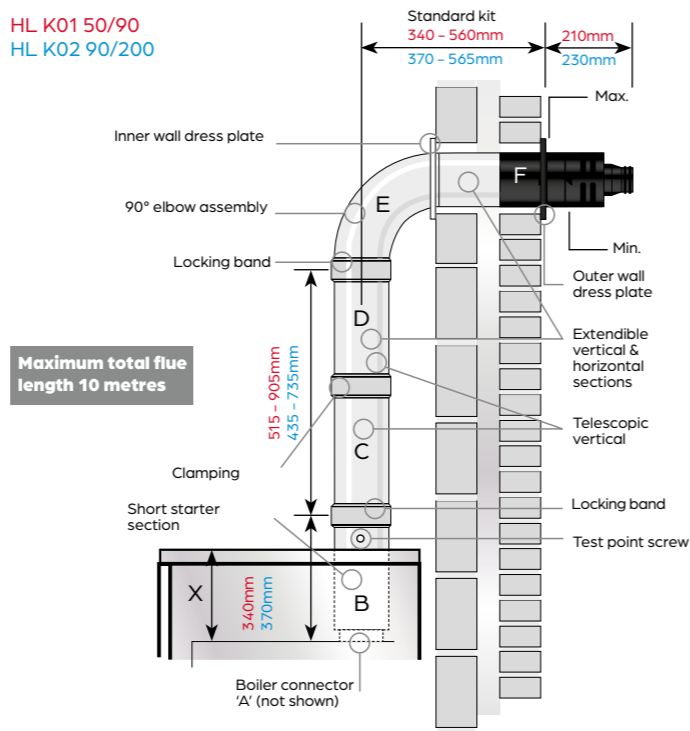 HL K01 50/90
HL K02 90/200
Standard kit
340 - 560mm
370 - 565mm
210mm
230mm
Max.
Inner wall dress plate
F
E
90° elbow assembly
Min.
Locking band
Outer wall
dress plate
D
Extendible
vertical &
horizontal
sections
Maximum total flue
length 10 metres
515 - 905mm
435 - 735mm
Telescopic
vertical
C
Clamping
Short starter
section
Locking band
Test point screw
X
340mm
370mm
B
Boiler connector
'A' (not shown)